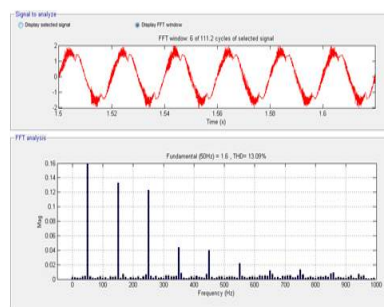 Signal to analyze
Display selected signal Display FFT window
FFT window: 6 of 111.2 cycles of selected signal
2
1
0
-1
-2
1.5 1.52 1.54 1.56 1.58 1.6
Time (s)
FFT analysis
Fundamental (50Hz) = 1.6 , THD= 13.09%
0.16
0.14
0.12
0.1
0.08
0.06
0.04
0.02
0
Mag
0 100 200 300 400 500 600 700 800 900 1000
Frequency (Hz)